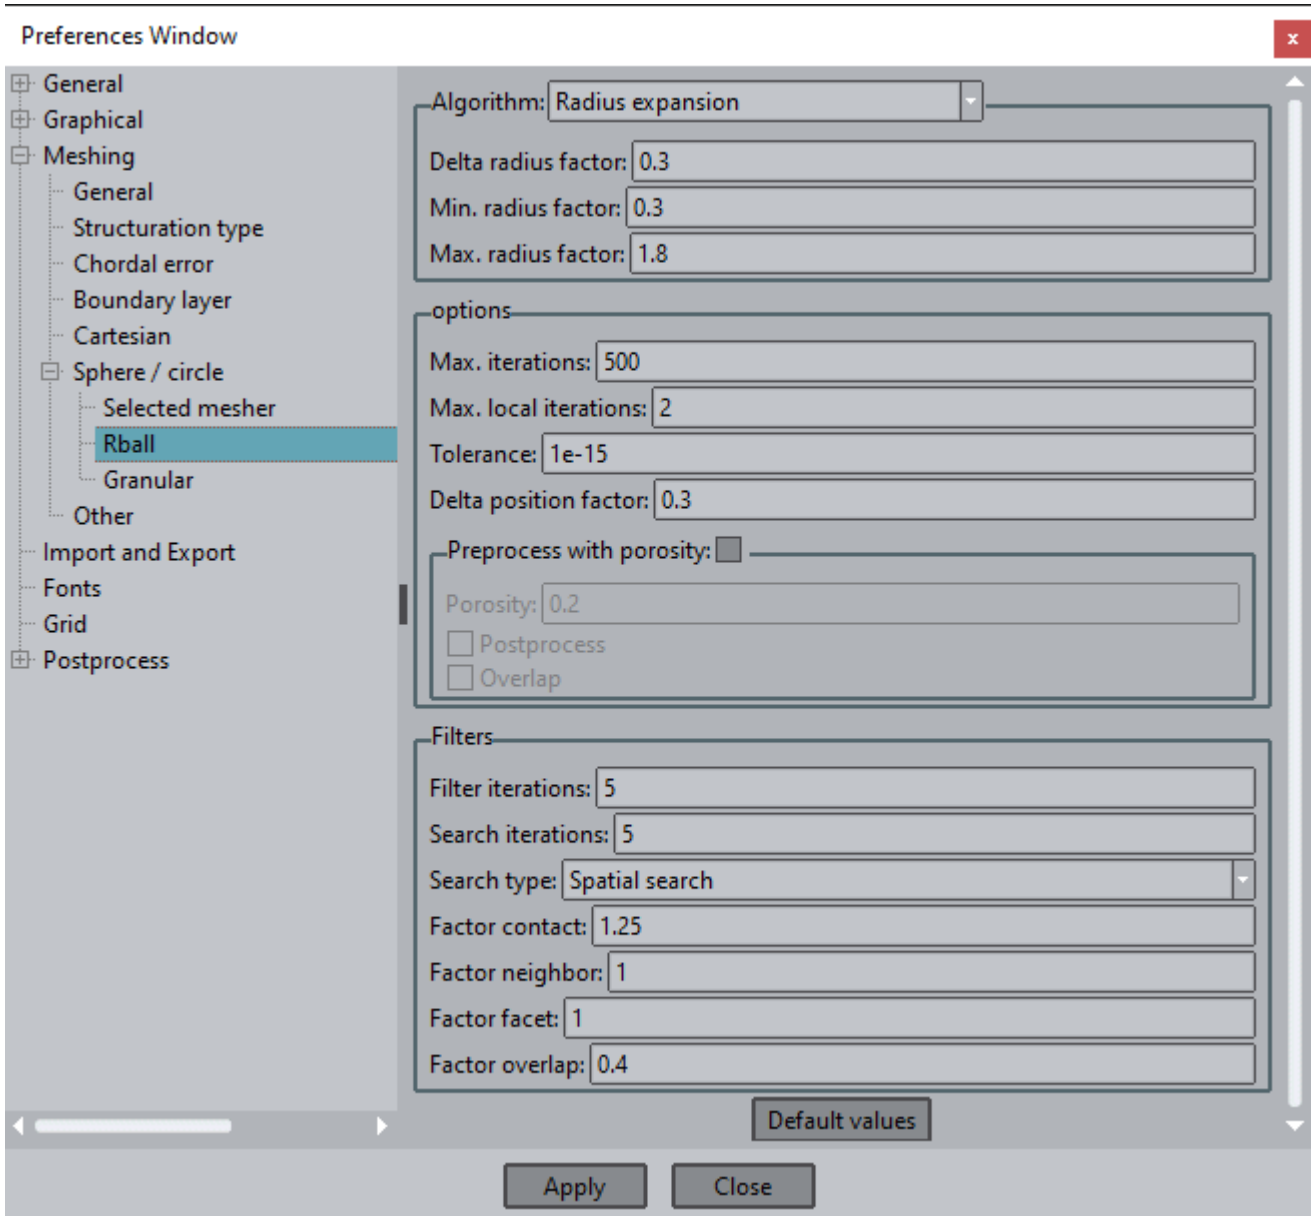 Preferences Window
x
General
Graphical
Meshing
General
Structuration type
Chordal error
Boundary layer
Cartesian
Sphere / circle
Selected mesher
Rball
Granular
Other
Import and Export
Fonts
Grid
Postprocess
Algorithm: Radius expansion
Delta radius factor: 0.3
Min. radius factor: 0.3
Max. radius factor: 1.8
options
Max. iterations: 500
Max. local iterations: 2
Tolerance: 1e-15
Delta position factor: 0.3
Preprocess with porosity:
Porosity: 0.2
Postprocess
Overlap
Filters
Filter iterations: 5
Search iterations: 5
Search type: Spatial search
Factor contact: 1.25
Factor neighbor: 1
Factor facet: 1
Factor overlap: 0.4
Default values
Apply Close